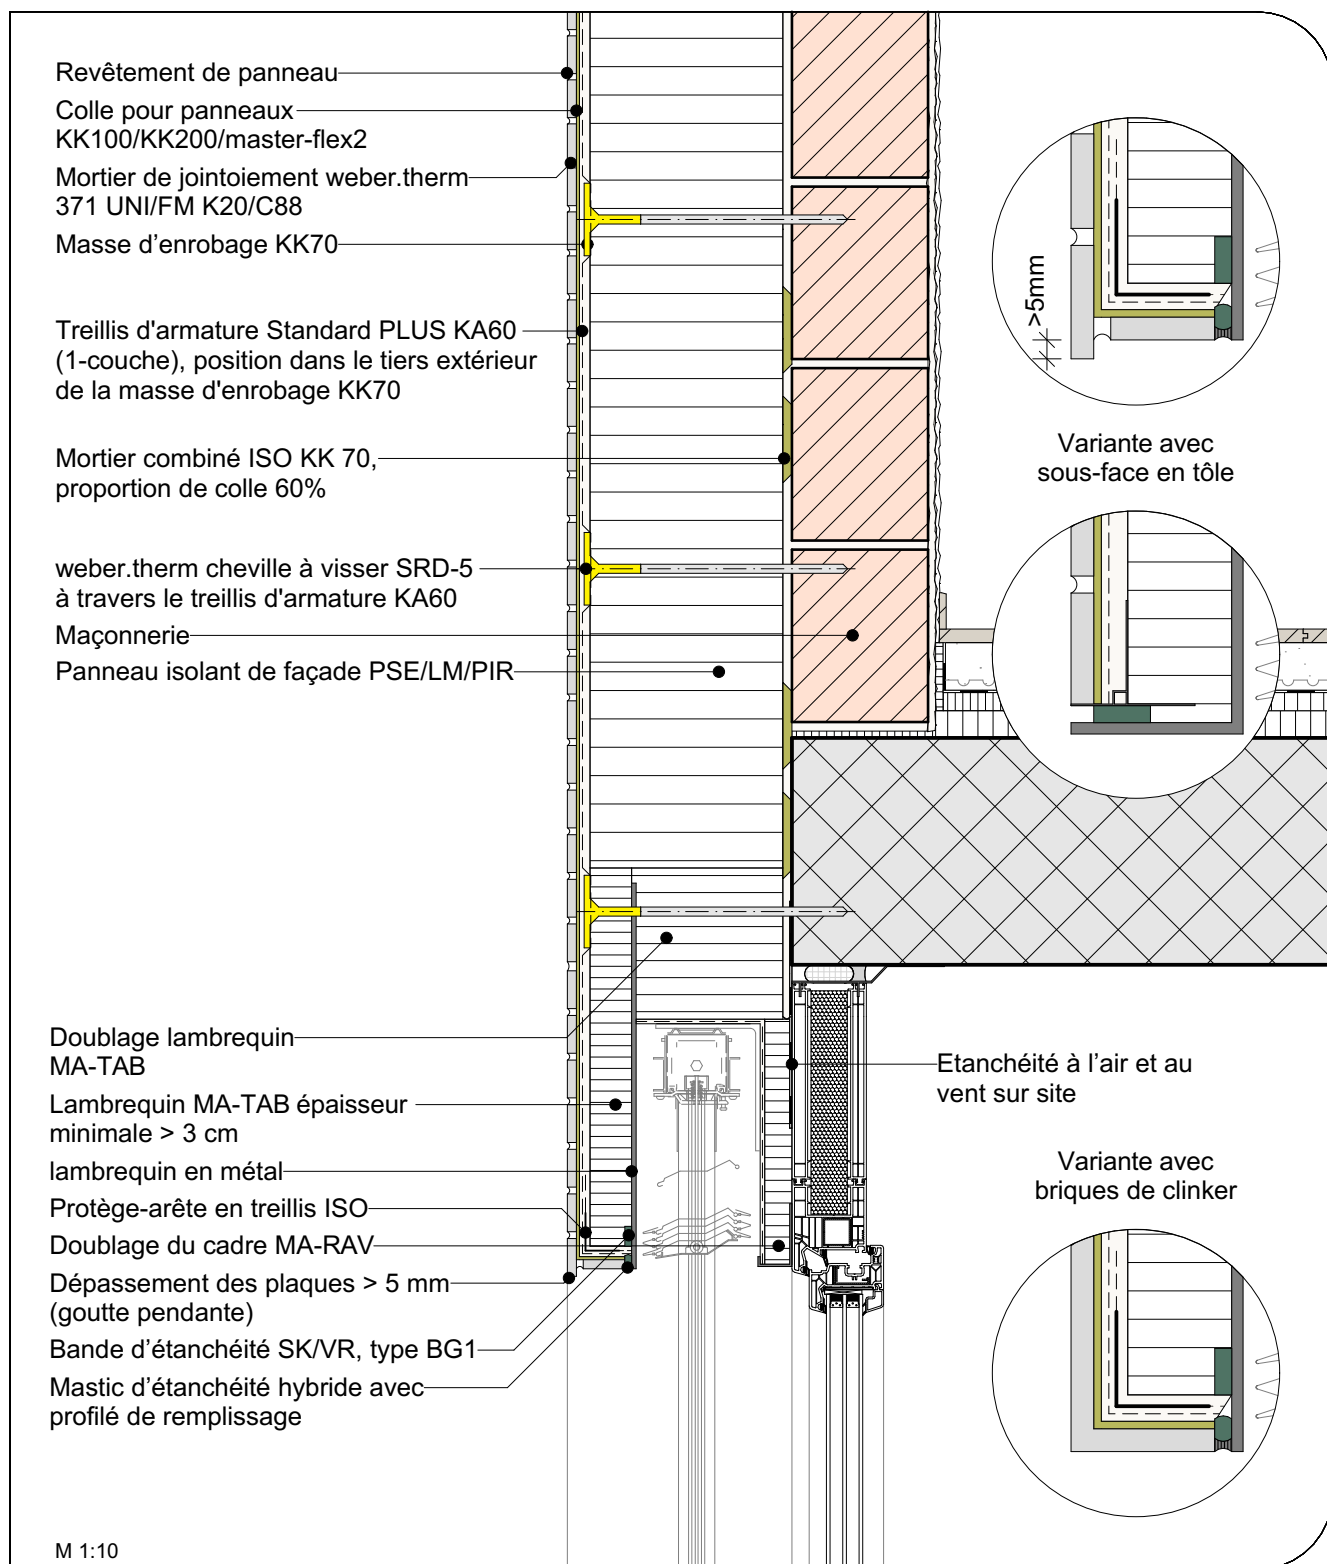 Revêtement de panneau
Colle pour panneaux
KK100/KK200/master-flex2
Mortier de jointoiement weber.therm
371 UNI/FM K20/C88
Masse d’enrobage KK70
Treillis d'armature Standard PLUS KA60
(1-couche), position dans le tiers extérieur
de la masse d'enrobage KK70
Mortier combiné ISO KK 70,
proportion de colle 60%
weber.therm cheville à visser SRD-5
à travers le treillis d'armature KA60
Maçonnerie
Panneau isolant de façade PSE/LM/PIR
Doublage lambrequin
MA-TAB
Lambrequin MA-TAB épaisseur
minimale > 3 cm
lambrequin en métal
Protège-arête en treillis ISO
Doublage du cadre MA-RAV
Dépassement des plaques > 5 mm
(goutte pendante)
Bande d’étanchéité SK/VR, type BG1
Mastic d’étanchéité hybride avec
profilé de remplissage
M 1:10
>5mm
Variante avec
sous-face en tôle
Etanchéité à l’air et au
vent sur site
Variante avec
briques de clinker